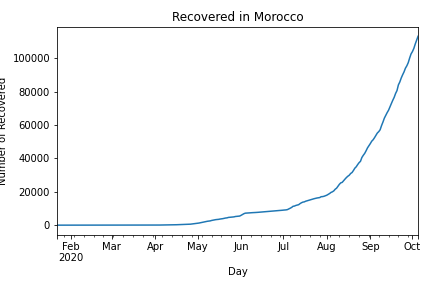 Recovered in Morocco
Number of Recovered
100000
80000
60000
40000
20000
0
Feb Mar Apr May Jun Jul Aug Sep Oct
2020
Day